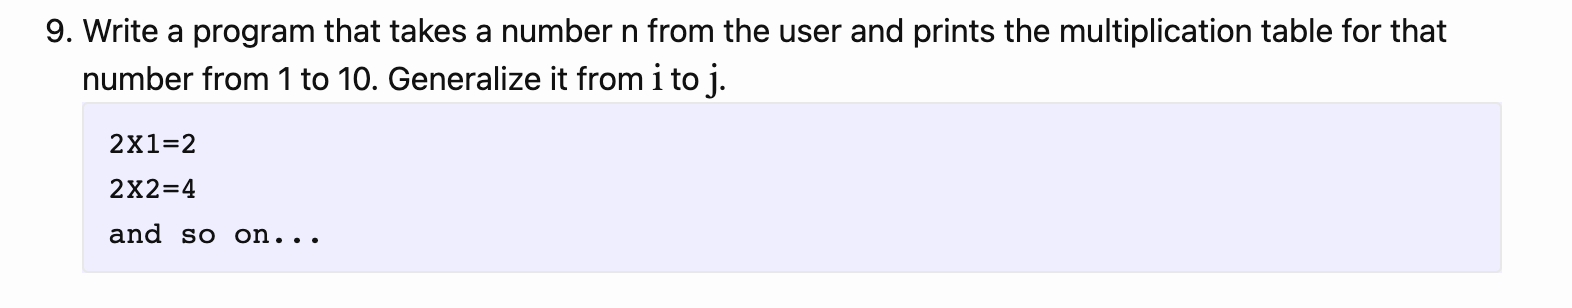 9. Write a program that takes a number n from the user and prints the multiplication table for that
number from 1 to 10. Generalize it from i to j.
2X1=2
2X2=4
and so on...